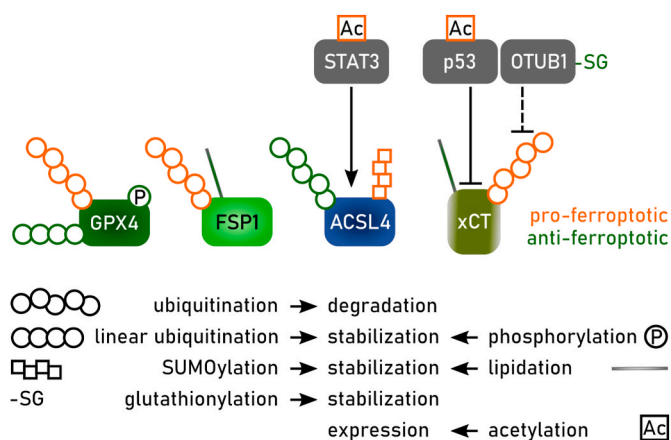 Ac Ac
STAT3 p53 OTUB1 -SG
P
GPX4 FSP1 ACSL4 xCT
pro-ferroptotic
anti-ferroptotic
ubiquitination degradation
linear ubiquitination stabilization phosphorylation P
SUMOylation stabilization lipidation
-SG glutathionylation stabilization
expression acetylation Ac